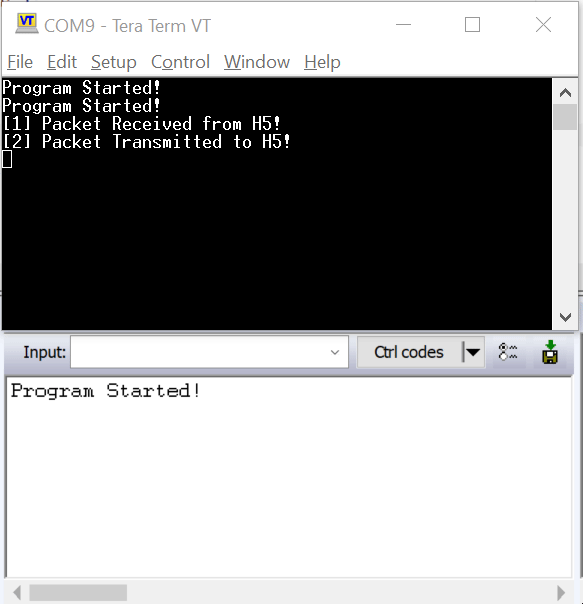 VT COM9 - Tera Term VT
File Edit Setup Control Window Help
Program Started!
Program Started!
[1] Packet Received from H5!
[2] Packet Transmitted to H5!
Input: Ctrl codes
Program Started!